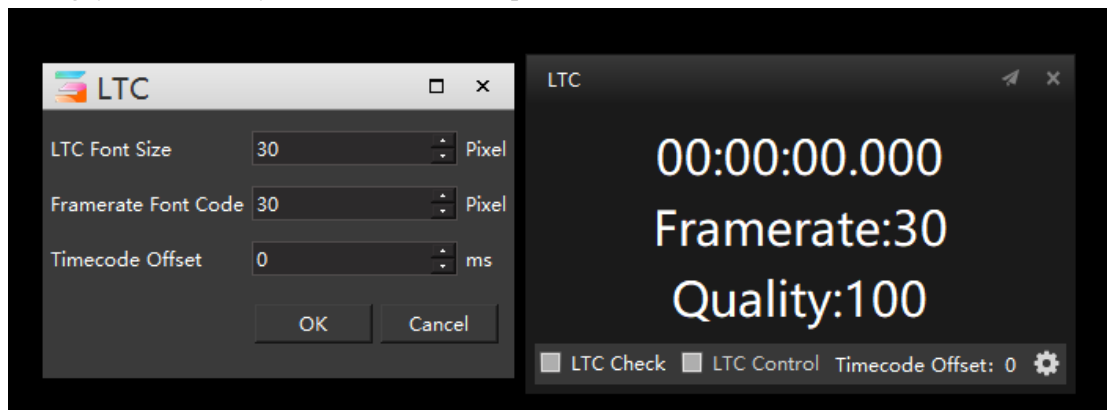 LTC
LTC Font Size 30 Pixel
Framerate Font Code 30 Pixel
Timecode Offset 0 ms
OK Cancel
LTC
00:00:00.000
Framerate:30
Quality:100
LTC Check LTC Control Timecode Offset: 0